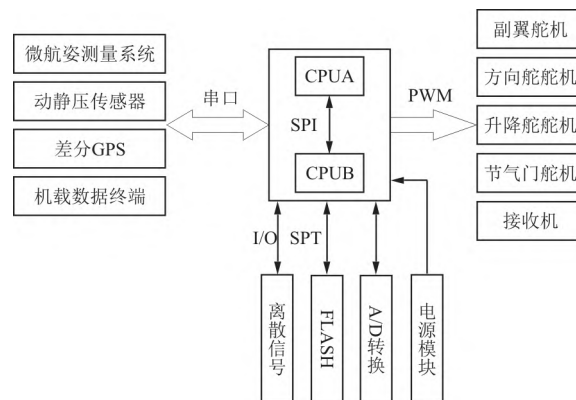 微航姿测量系统
动静压传感器
差分GPS
机载数据终端
串口
CPUA
SPI
CPUB
PWM
副翼舵机
方向舵舵机
升降舵舵机
节气门舵机
接收机
I/O
SPT
离散信号
FLASH
A/D转换
电源模块